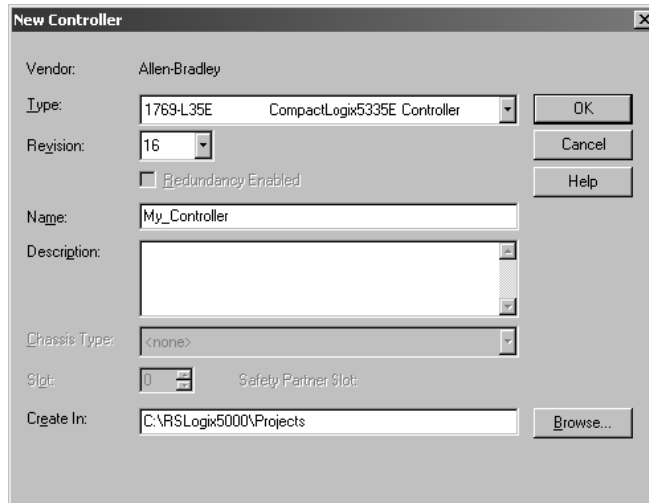 New Controller
Vendor: Allen-Bradley
Type: 1769-L35E CompactLogix5335E Controller OK
Revision: 16 Cancel
Redundancy Enabled Help
Name: My_Controller
Description:
Chassis Type: <none>
Slot: 0 Safety Partner Slot:
Create In: C:\RSLogix5000\Projects Browse...